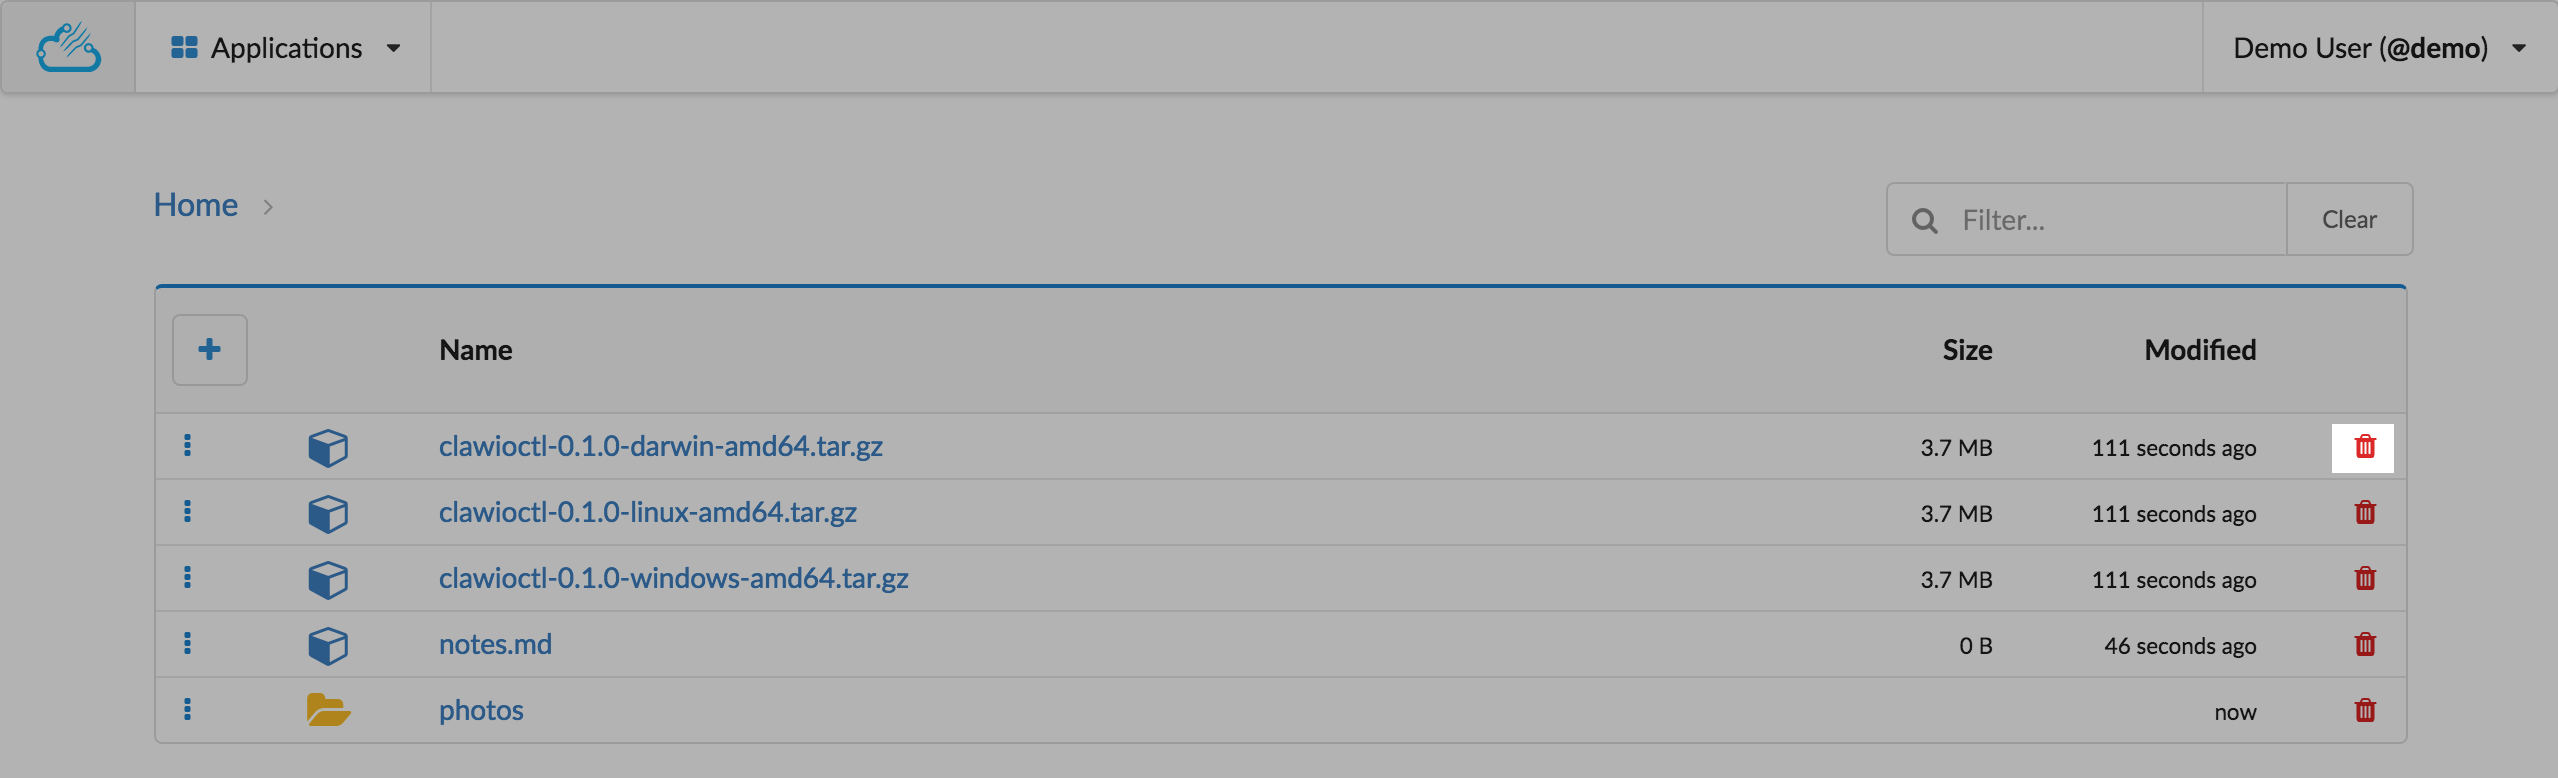 Applications
Demo User (@demo)
Home
Filter...
Clear
Name Size Modified
clawioctl-0.1.0-darwin-amd64.tar.gz 3.7 MB 111 seconds ago
clawioctl-0.1.0-linux-amd64.tar.gz 3.7 MB 111 seconds ago
clawioctl-0.1.0-windows-amd64.tar.gz 3.7 MB 111 seconds ago
notes.md 0 B 46 seconds ago
photos now